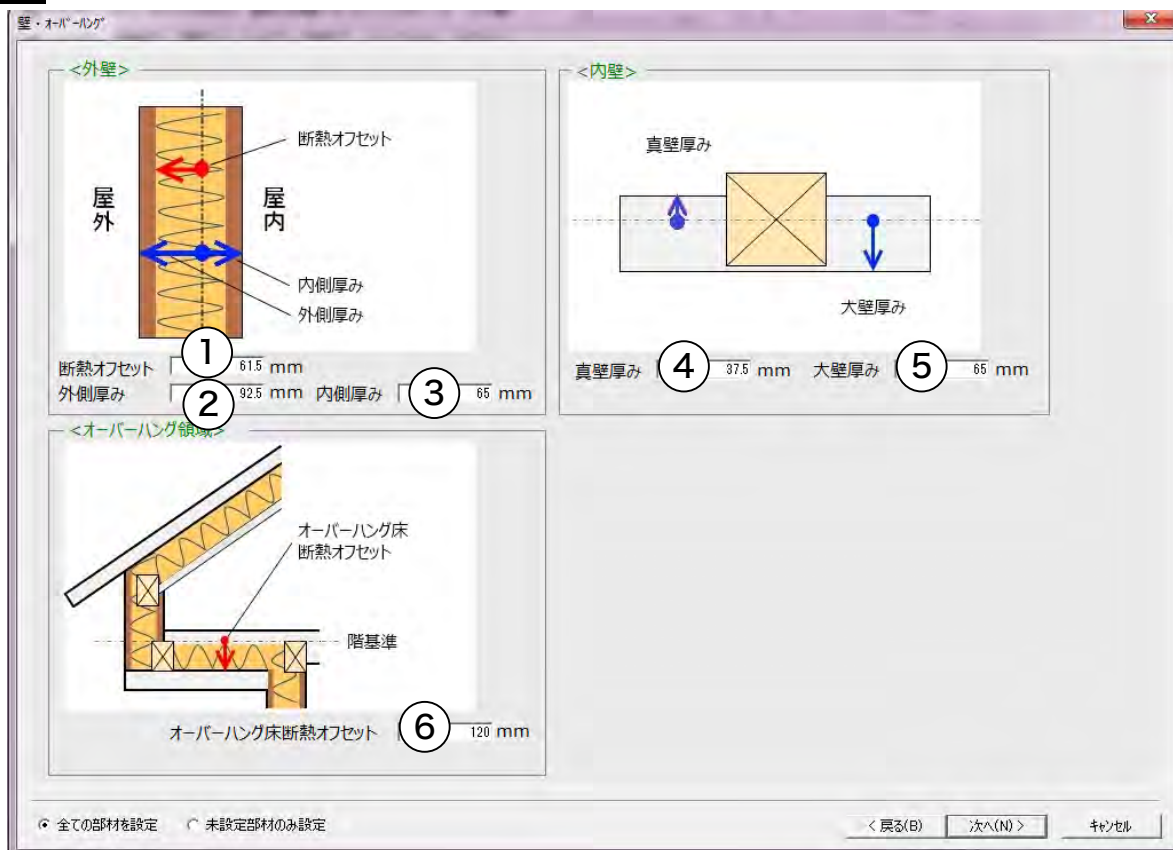 壁・オーバーハング
<外壁>
断熱オフセット
屋外
屋内
内側厚み
外側厚み
断熱オフセット ① 61.5 mm
外側厚み ② 92.5 mm 内側厚み ③ 65 mm
<内壁>
真壁厚み
大壁厚み
真壁厚み ④ 37.5 mm 大壁厚み ⑤ 65 mm
<オーバーハング領域>
オーバーハング床
断熱オフセット
階基準
オーバーハング床断熱オフセット ⑥ 120 mm
全ての部材を設定 未設定部材のみ設定
< 戻る(B) 次へ(N) > キャンセル